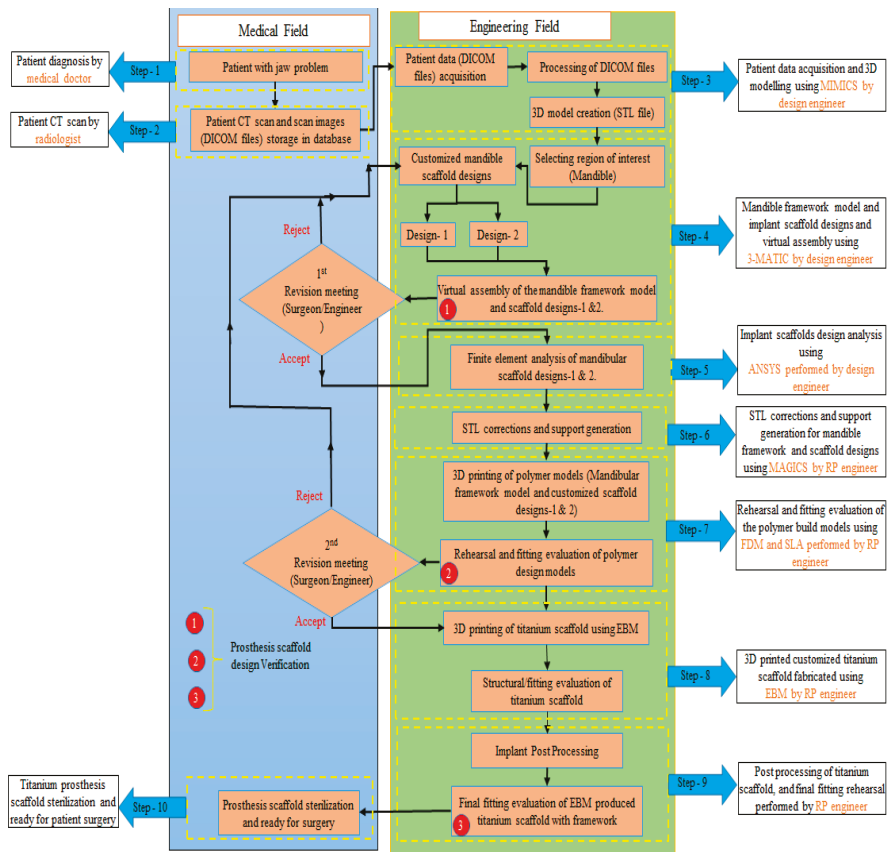 Medical Field
Engineering Field
Patient diagnosis by
medical doctor
Step - 1
Patient with jaw problem
Patient data (DICOM
files) acquisition
Processing of DICOM files
Step - 3
Patient data acquisition and 3D
modelling using MIMICS by
design engineer
Patient CT scan by
radiologist
Step - 2
Patient CT scan and scan images
(DICOM files) storage in database
3D model creation (STL file)
Customized mandible
scaffold designs
Selecting region of interest
(Mandible)
Design- 1
Design- 2
Step - 4
Mandible framework model and
implant scaffold designs and
virtual assembly using
3-MATIC by design engineer
Reject
1st
Revision meeting
(Surgeon/Engineer
)
Accept
Virtual assembly of the mandible framework model
and scaffold designs-1 &2.
1
Finite element analysis of mandibular
scaffold designs-1 & 2.
Step - 5
Implant scaffolds design analysis
using
ANSYS performed by design
engineer
STL corrections and support generation
Step - 6
STL corrections and support
generation for mandible
framework and scaffold designs
using MAGICS by RP engineer
3D printing of polymer models (Mandibular
framework model and customized scaffold
designs-1 & 2)
Step - 7
Rehearsal and fitting evaluation of
the polymer build models using
FDM and SLA performed by RP
engineer
Reject
2nd
Revision meeting
(Surgeon/Engineer)
Accept
Rehearsal and fitting evaluation of polymer
design models
2
1
2
3
Prosthesis scaffold
design Verification
3D printing of titanium scaffold using EBM
Structural/fitting evaluation of
titanium scaffold
Step - 8
3D printed customized titanium
scaffold fabricated using
EBM by RP engineer
Implant Post Processing
Step - 9
Post processing of titanium
scaffold, and final fitting rehearsal
performed by RP engineer
Final fitting evaluation of EBM produced
titanium scaffold with framework
3
Prosthesis scaffold sterilization
and ready for surgery
Step - 10
Titanium prosthesis
scaffold sterilization and
ready for patient surgery